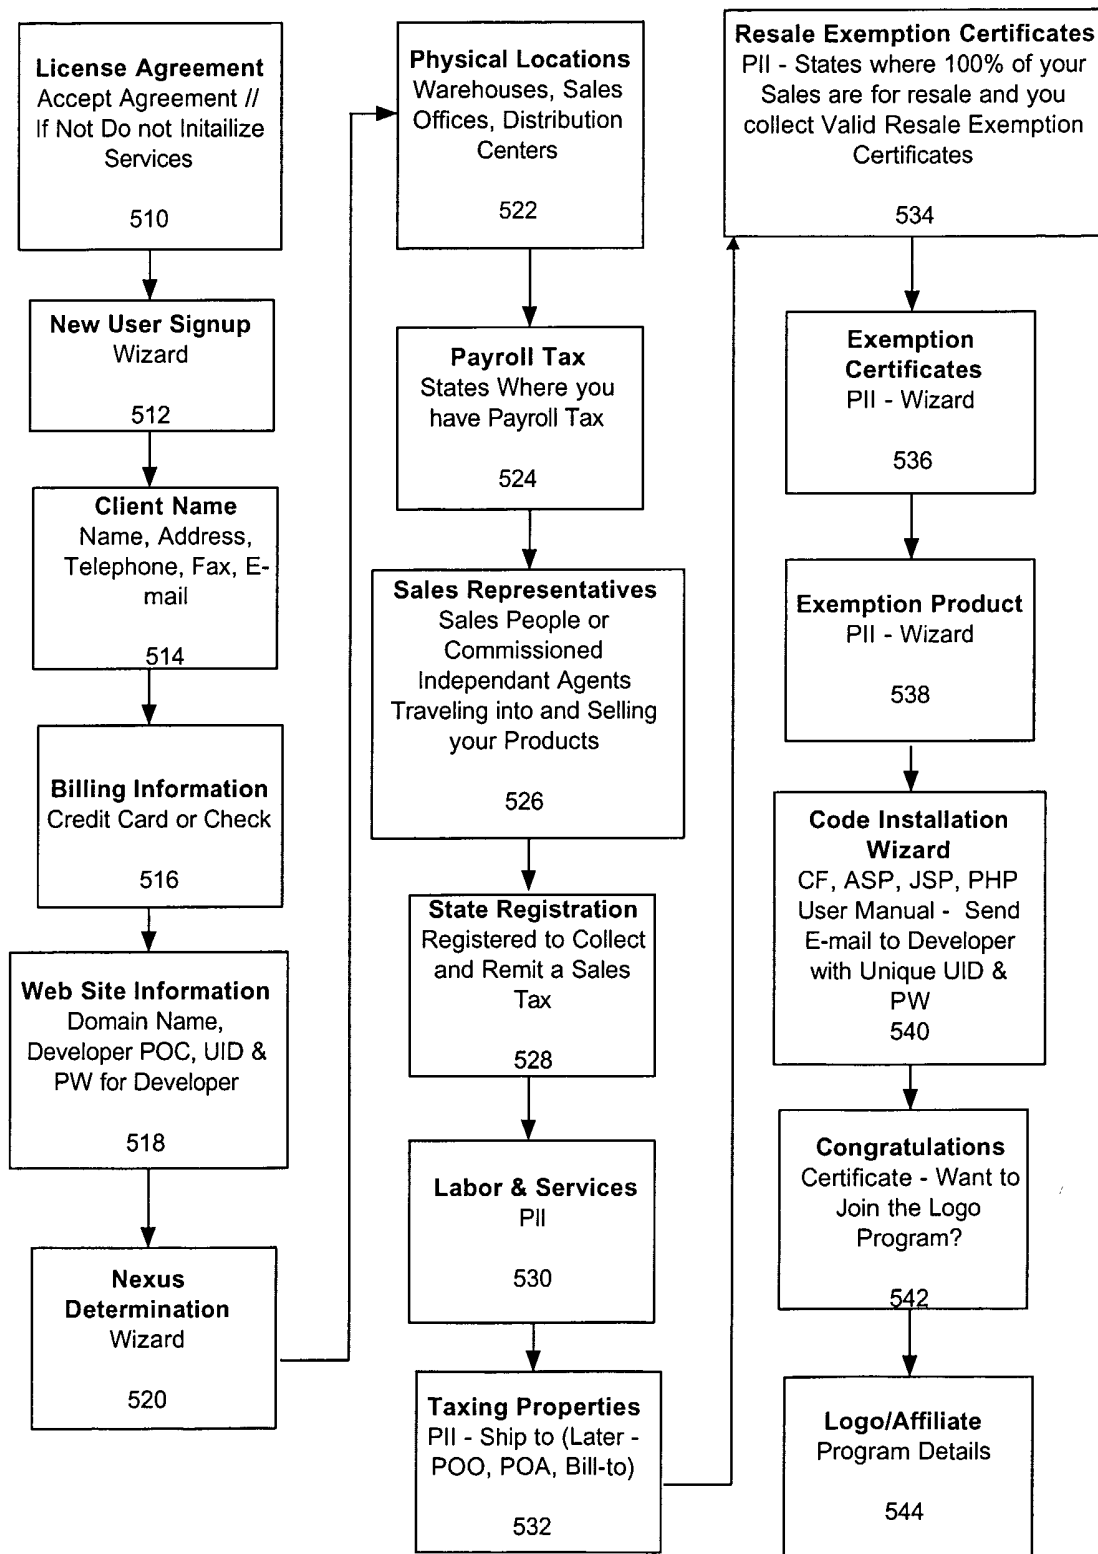 License Agreement
Accept Agreement //
If Not Do not Initailize
Services
510
New User Signup
Wizard
512
Client Name
Name, Address,
Telephone, Fax, E-
mail
514
Billing Information
Credit Card or Check
516
Web Site Information
Domain Name,
Developer POC, UID &
PW for Developer
518
Nexus
Determination
Wizard
520
Physical Locations
Warehouses, Sales
Offices, Distribution
Centers
522
Payroll Tax
States Where you
have Payroll Tax
524
Sales Representatives
Sales People or
Commissioned
Independant Agents
Traveling into and Selling
your Products
526
State Registration
Registered to Collect
and Remit a Sales
Tax
528
Labor & Services
PII
530
Taxing Properties
PII - Ship to (Later -
POO, POA, Bill-to)
532
Resale Exemption Certificates
PII - States where 100% of your
Sales are for resale and you
collect Valid Resale Exemption
Certificates
534
Exemption
Certificates
PII - Wizard
536
Exemption Product
PII - Wizard
538
Code Installation
Wizard
CF, ASP, JSP, PHP
User Manual - Send
E-mail to Developer
with Unique UID &
PW
540
Congratulations
Certificate - Want to
Join the Logo
Program?
542
Logo/Affiliate
Program Details
544